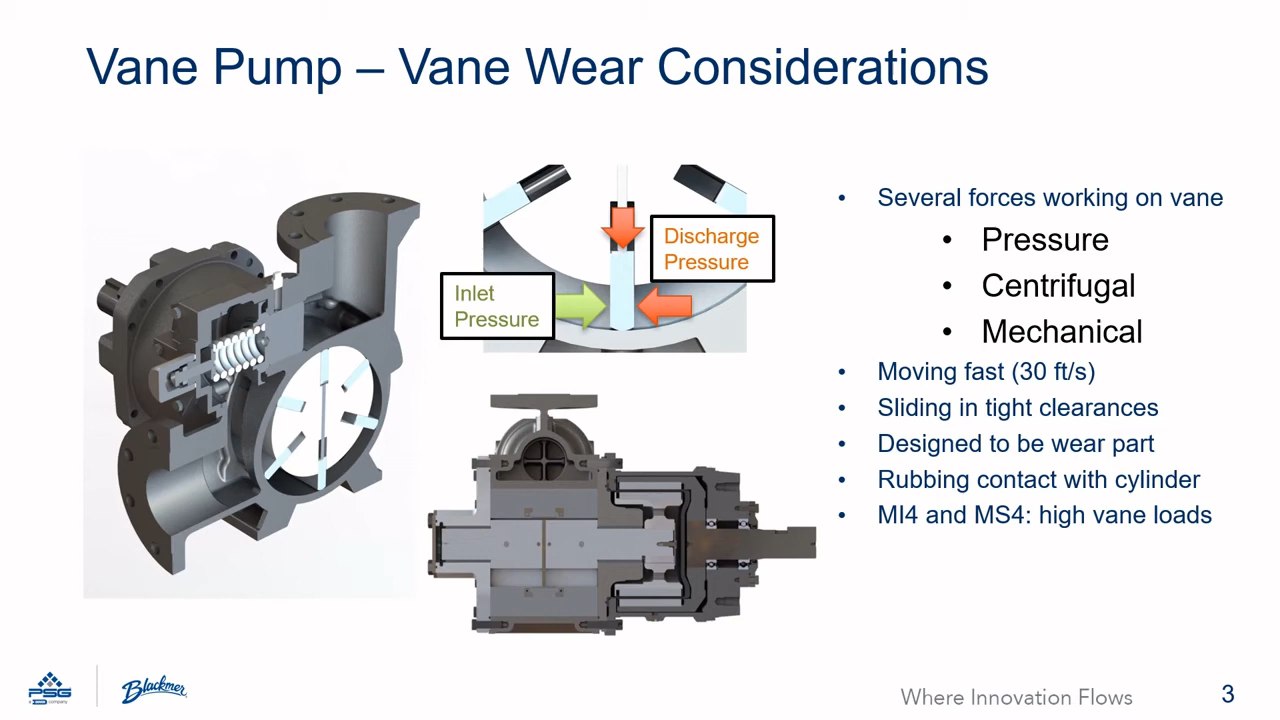 Vane Pump – Vane Wear Considerations
Discharge
Pressure
Inlet
Pressure
• Several forces working on vane
• Pressure
• Centrifugal
• Mechanical
• Moving fast (30 ft/s)
• Sliding in tight clearances
• Designed to be wear part
• Rubbing contact with cylinder
• MI4 and MS4: high vane loads
PSG
a DOVER company
Blackmer
Where Innovation Flows
3